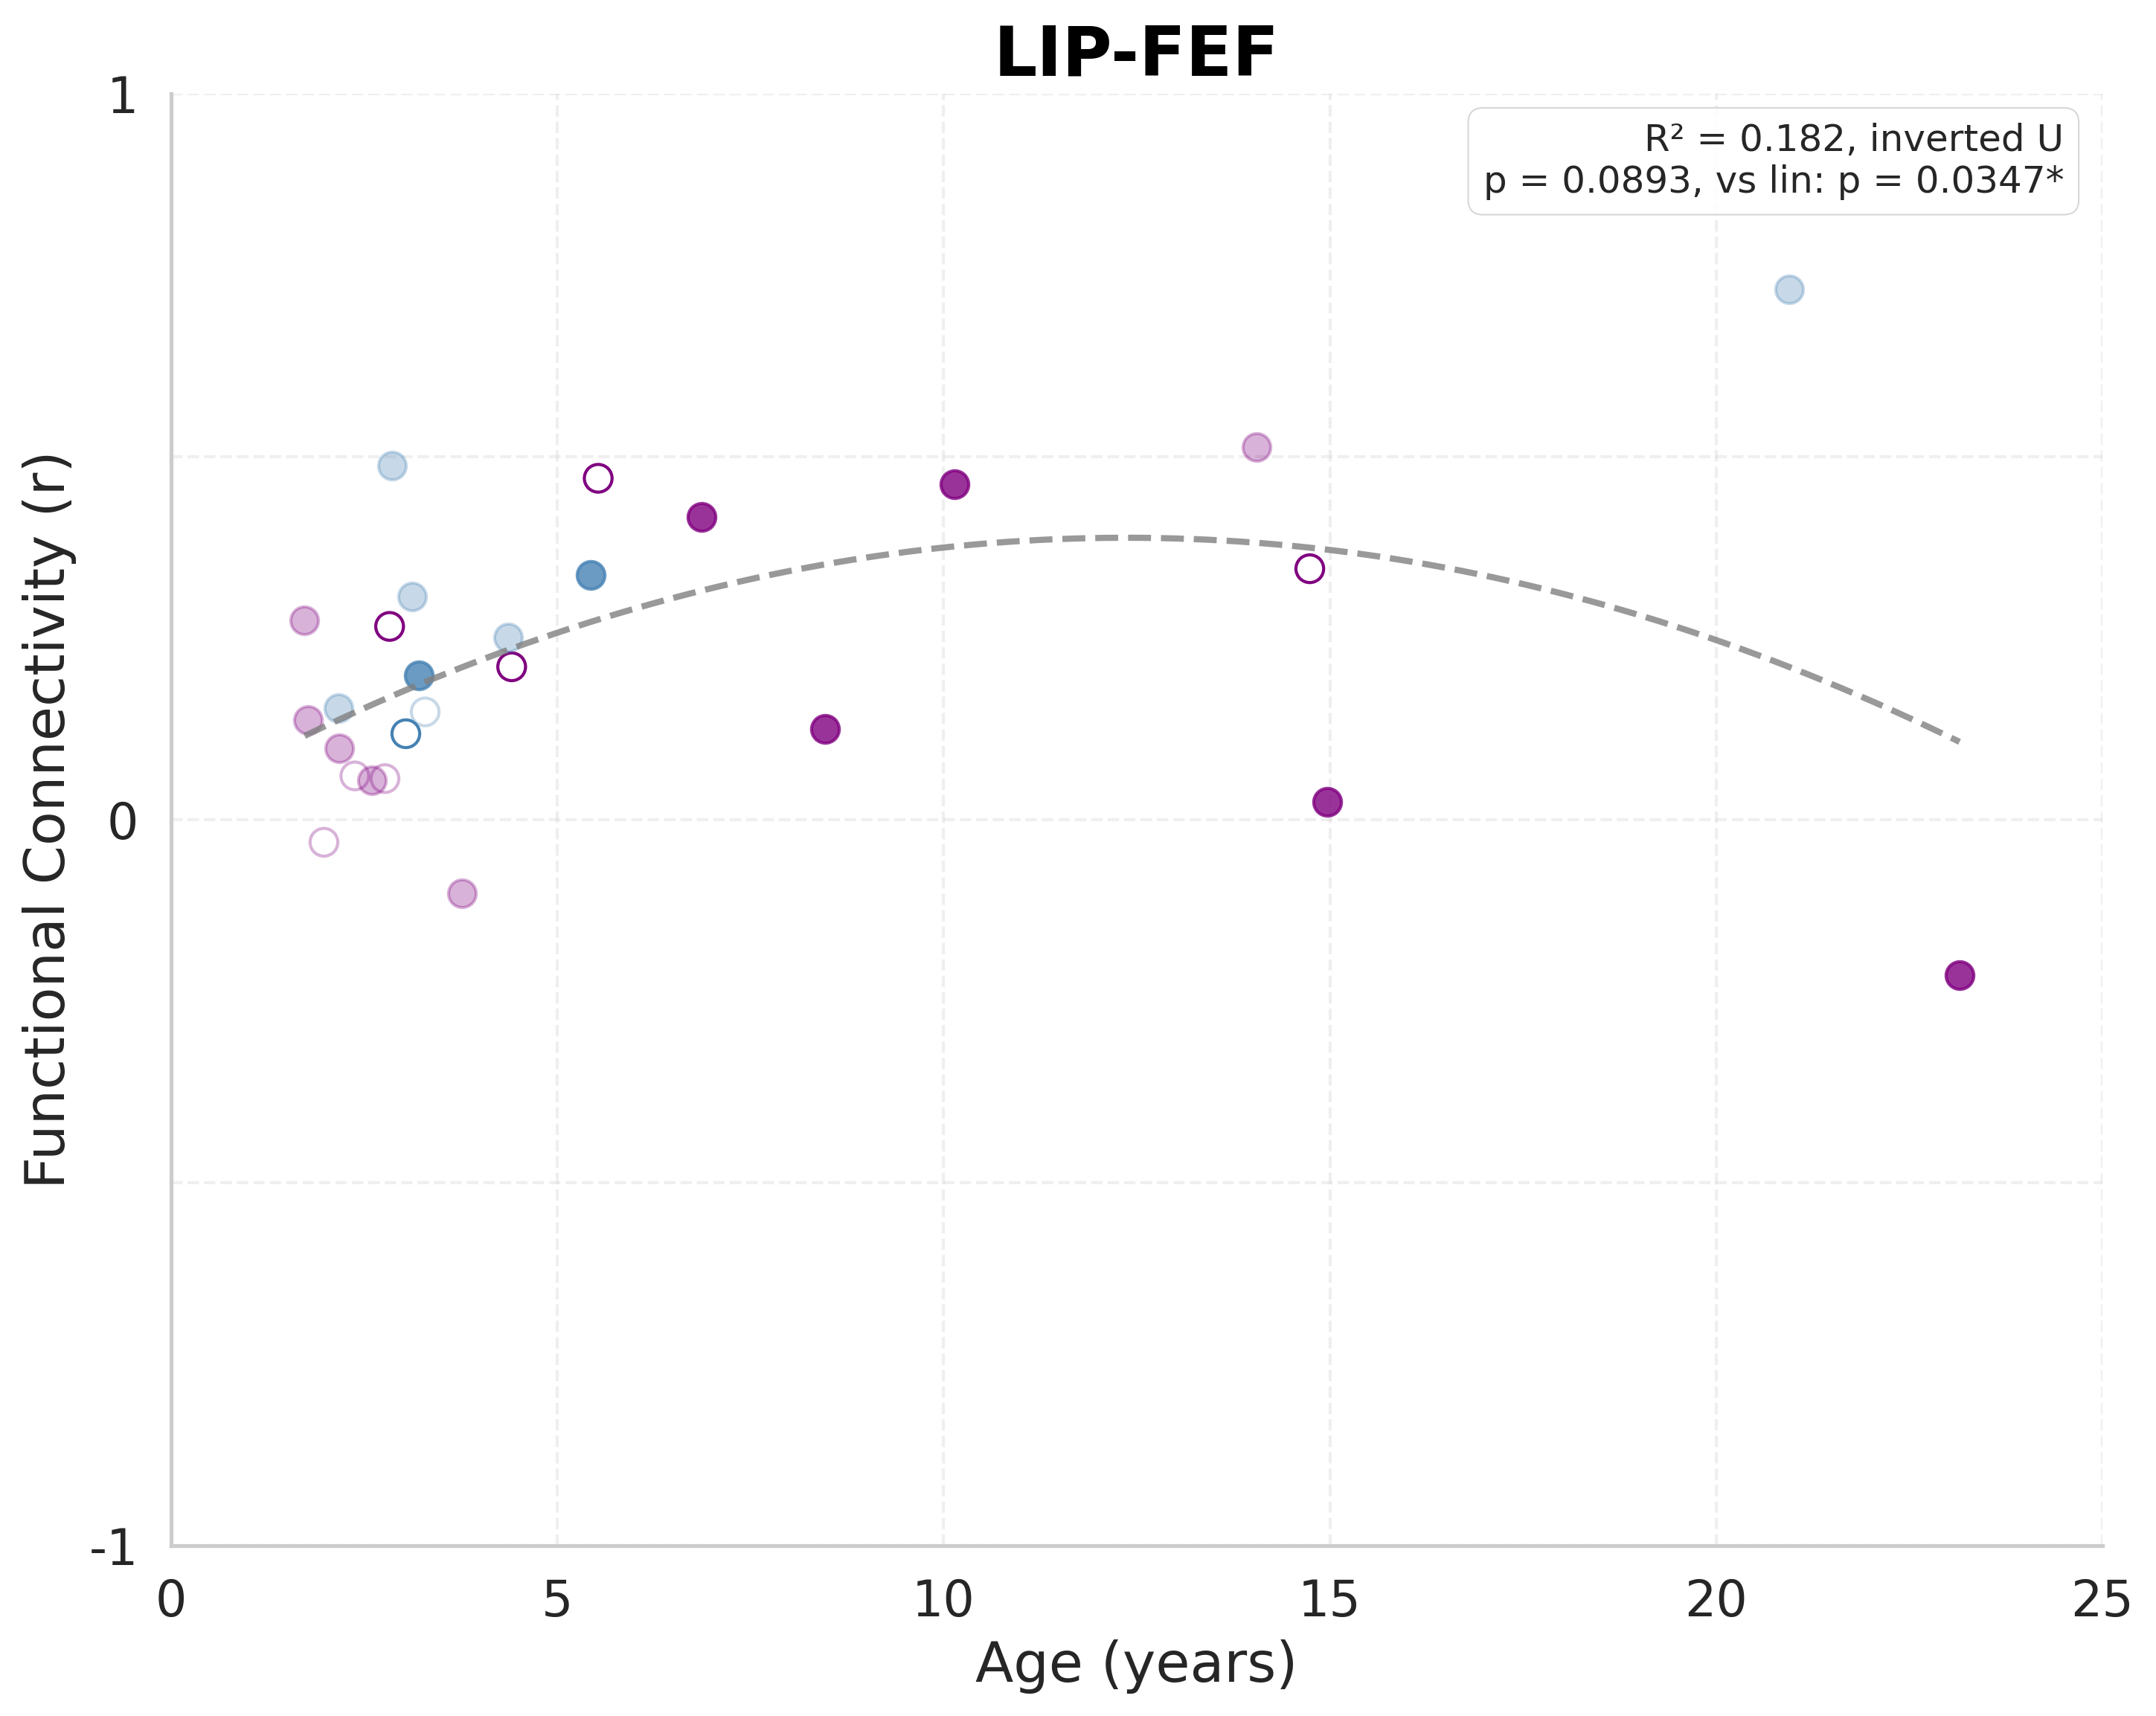 LIP-FEF
R² = 0.182, inverted U
p = 0.0893, vs lin: p = 0.0347*
Functional Connectivity (r)
1
0
-1
0 5 10 15 20 25
Age (years)